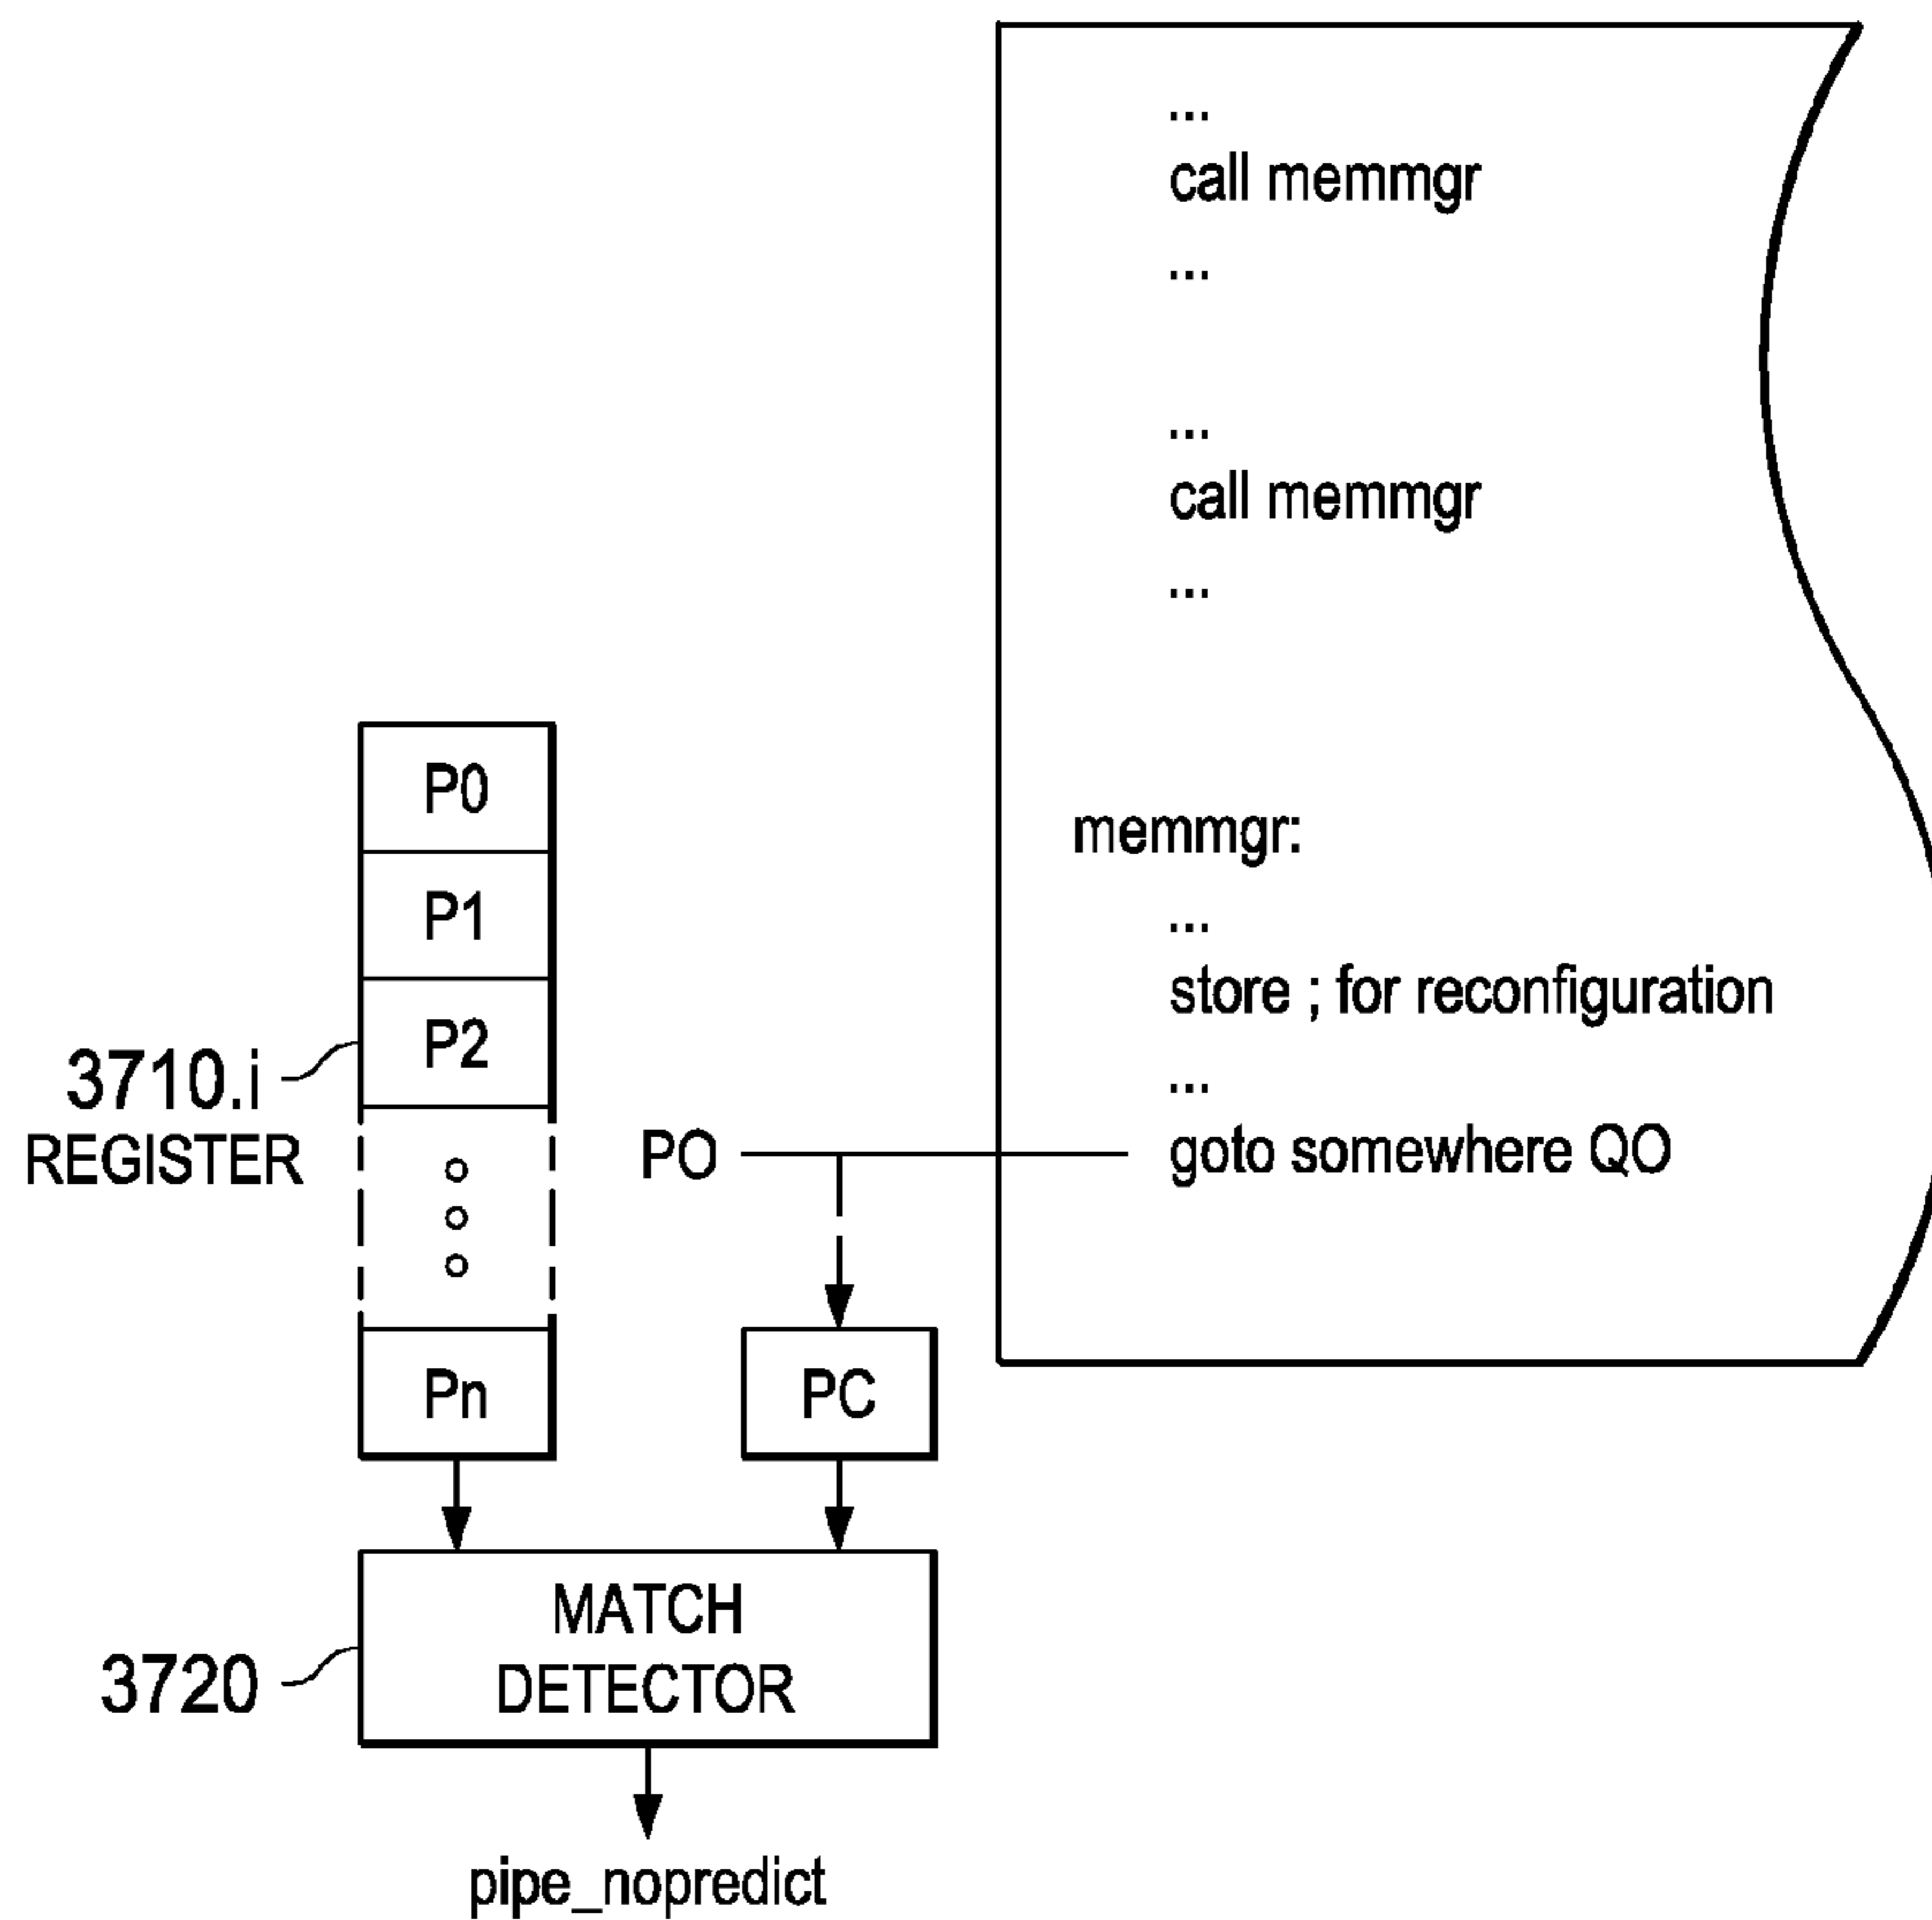 ...
call memmgr
...
...
call memmgr
...
memmgr:
...
store ; for reconfiguration
...
goto somewhere QO
P0
P1
P2
3710.i
REGISTER
PO
Pn
PC
MATCH
DETECTOR
3720
pipe_nopredict